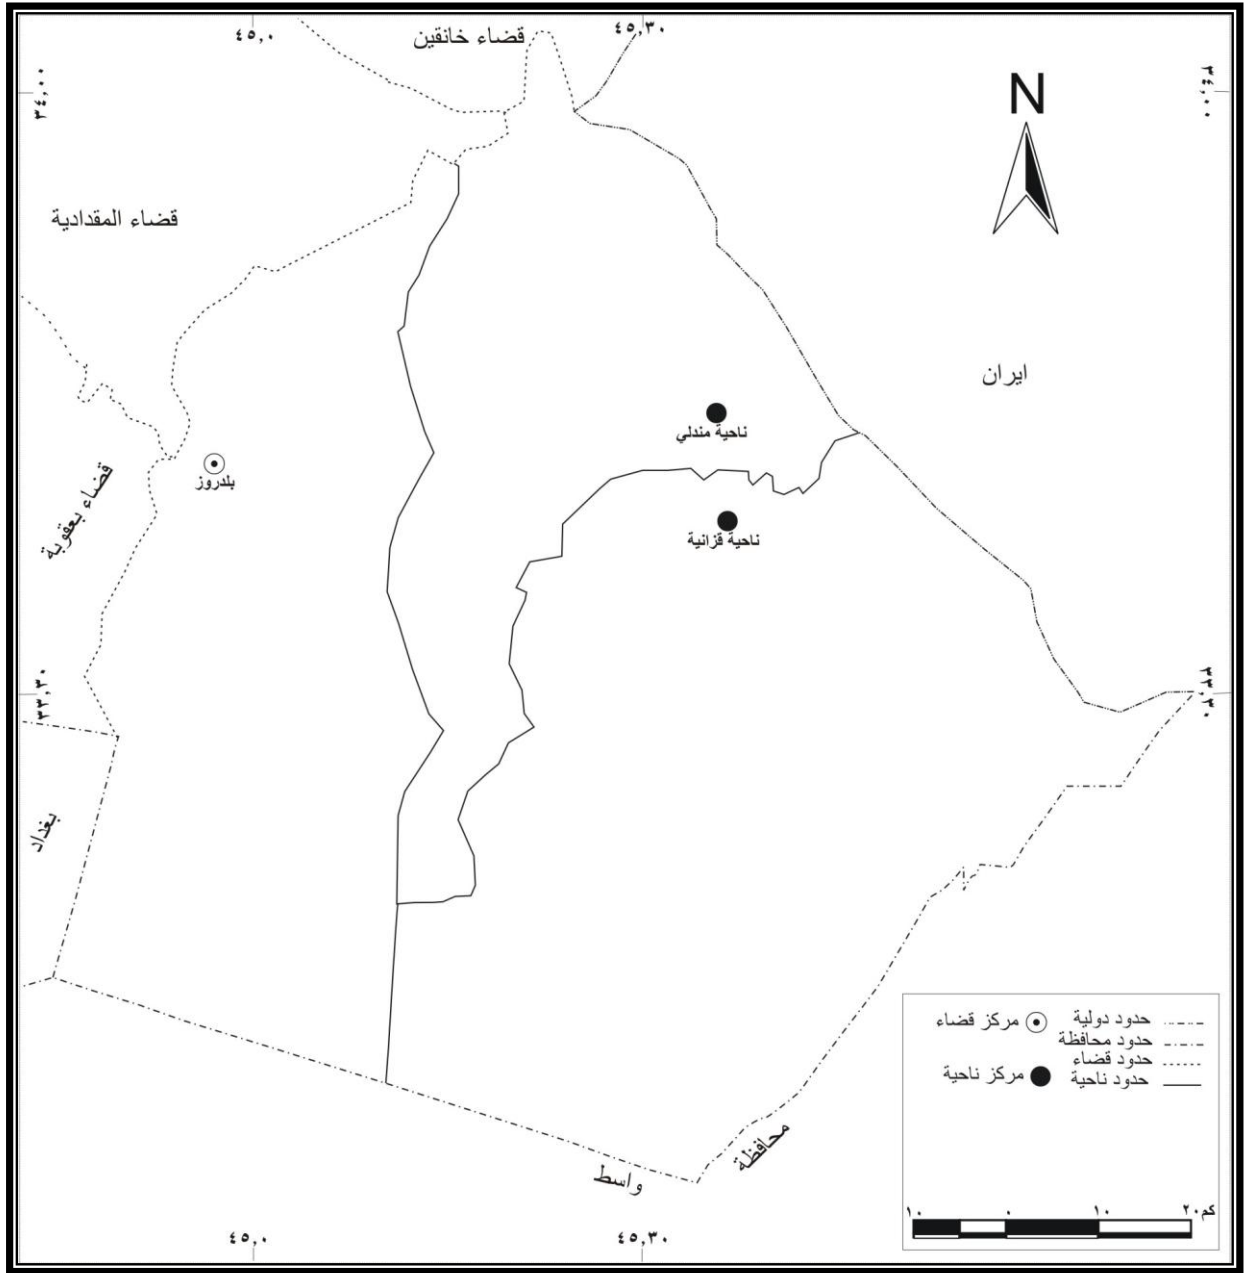 ٤٥,٠
٤٥,٣٠
قضاء خانقين
٣٤,٠٠
٣٤,٠٠
N
قضاء المقدادية
ايران
ناحية مندلي
بلدروز
قضاء بعقوبة
ناحية قزانية
٣٣,٣٠
٣٣,٣٠
بغداد
محافظة
واسط
حدود دولية
مركز قضاء
حدود محافظة
حدود قضاء
حدود ناحية
مركز ناحية
١٠ ٠ ١٠ ٢٠كم
٤٥,٠
٤٥,٣٠